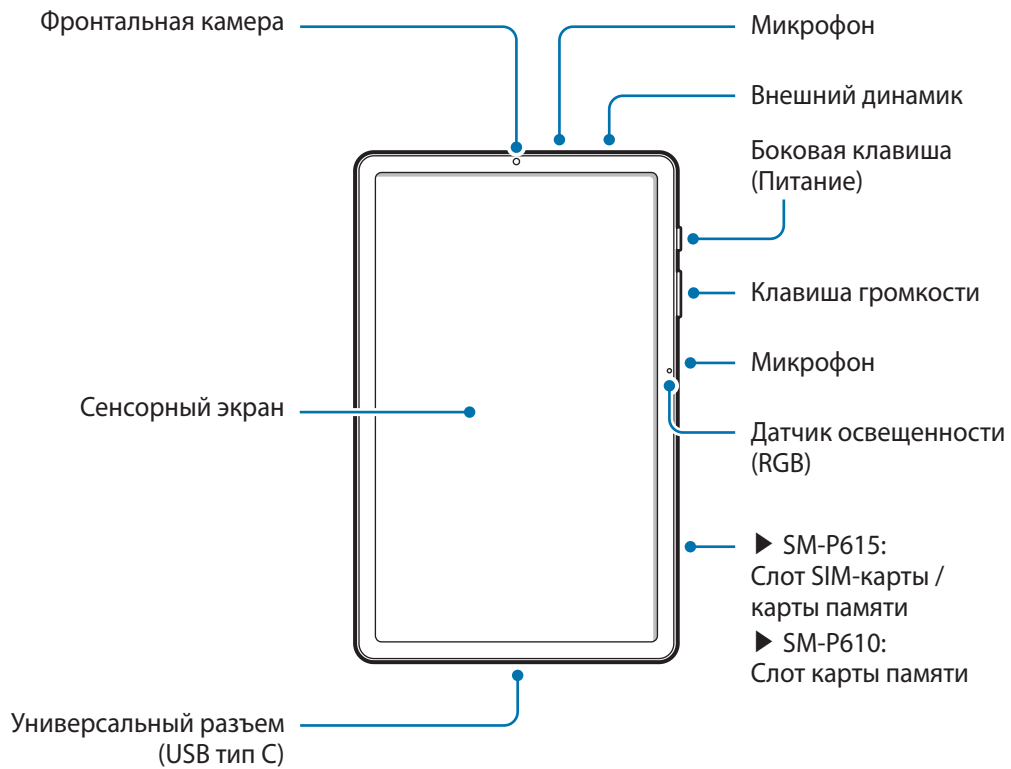 Фронтальная камера
Микрофон
Внешний динамик
Боковая клавиша
(Питание)
Клавиша громкости
Микрофон
Сенсорный экран
Датчик освещенности
(RGB)
▶ SM-P615:
Слот SIM-карты /
карты памяти
▶ SM-P610:
Слот карты памяти
Универсальный разъем
(USB тип C)